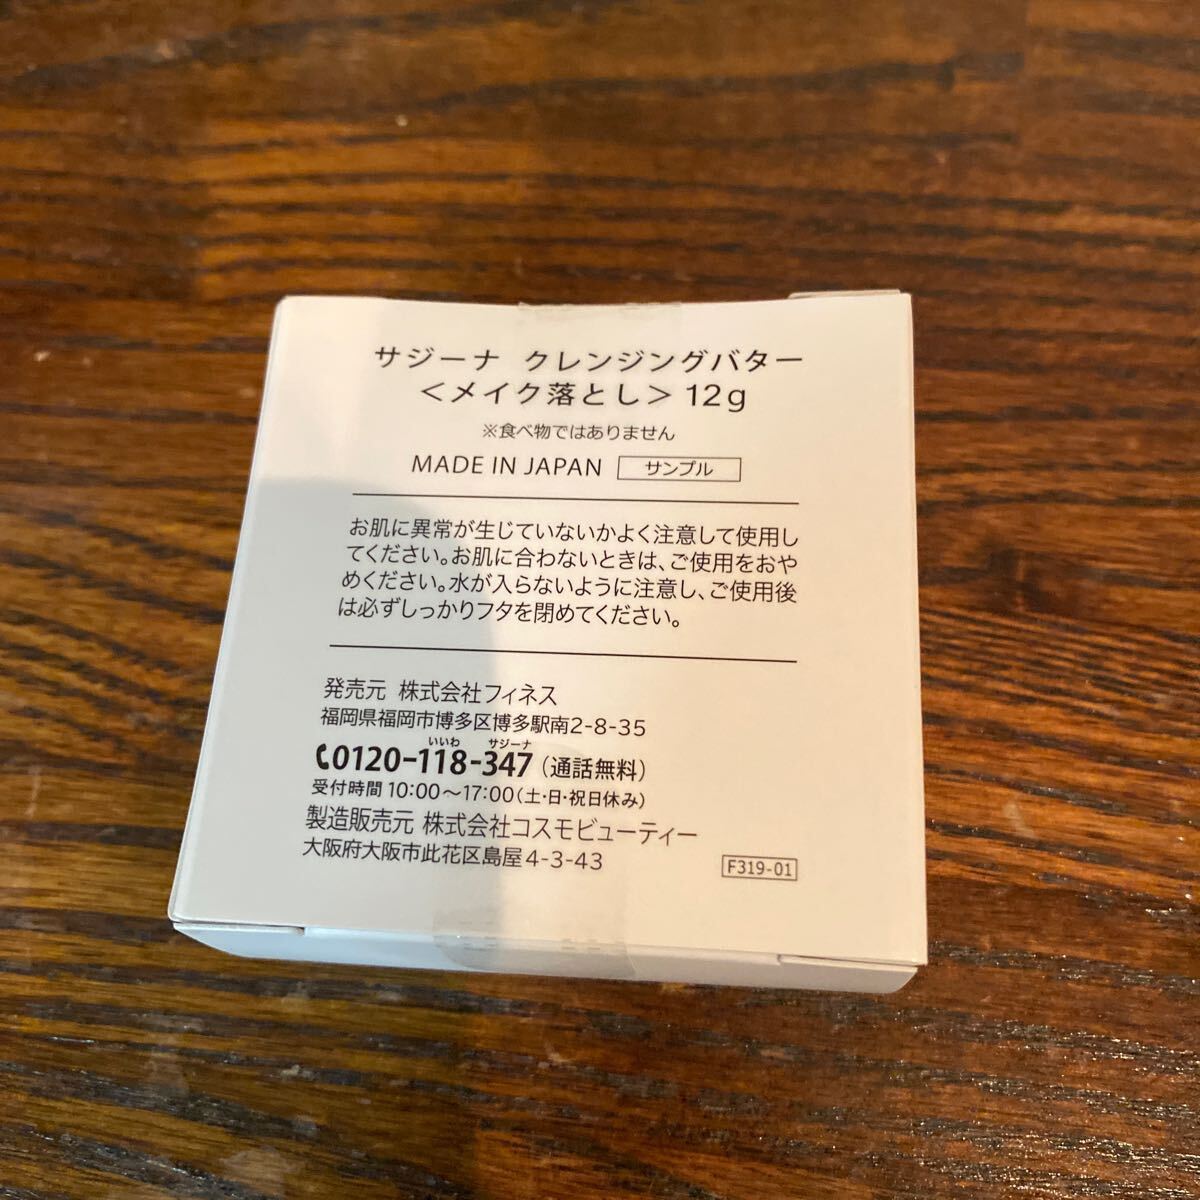 サジーナ クレンジングバター
＜メイク落とし＞12g
※食べ物ではありません
MADE IN JAPAN サンプル
お肌に異常が生じていないかよく注意して使用し
てください。お肌に合わないときは、ご使用をおや
めください。水が入らないように注意し、ご使用後
は必ずしっかりフタを閉めてください。
発売元 株式会社フィネス
福岡県福岡市博多区博多駅南2-8-35
いいわ サジーナ
0120-118-347（通話無料）
受付時間 10:00〜17:00（土・日・祝日休み）
製造販売元 株式会社コスモビューティー
大阪府大阪市此花区島屋4-3-43
F319-01